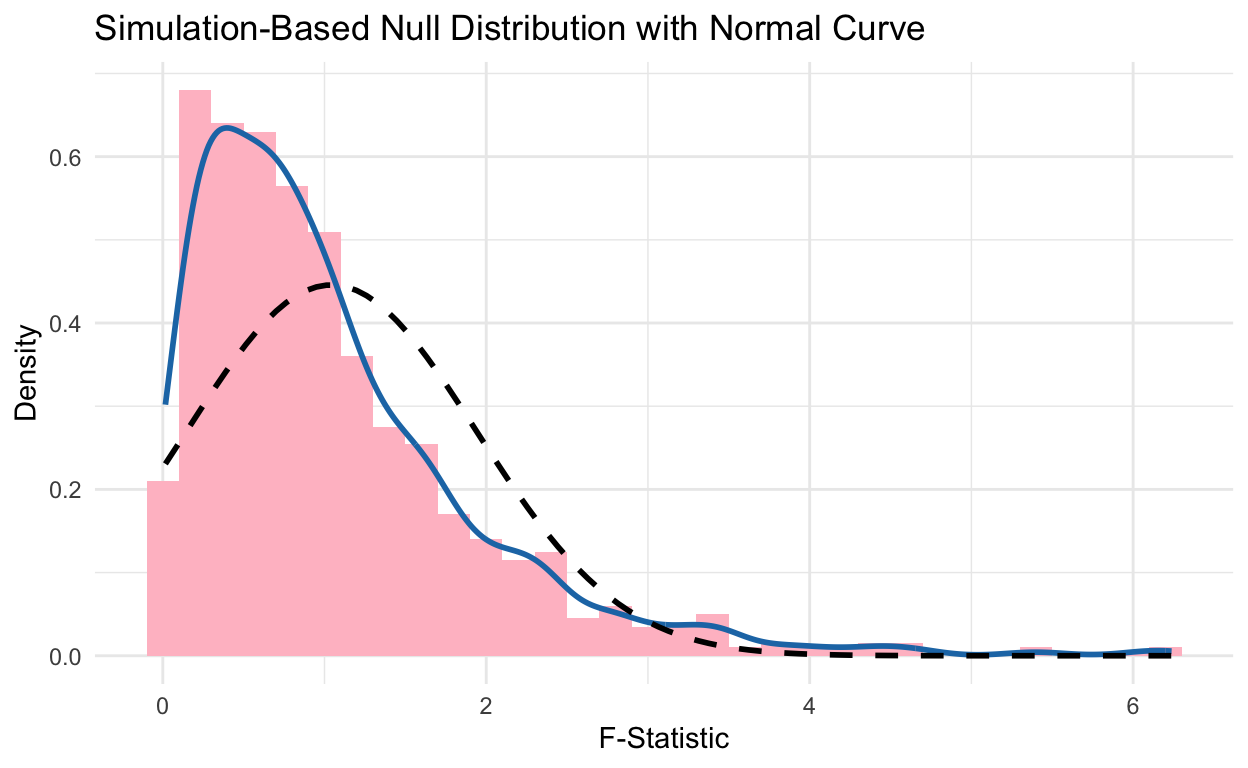 Simulation-Based Null Distribution with Normal Curve
Density
0.6
0.4
0.2
0.0
0 2 4 6
F-Statistic